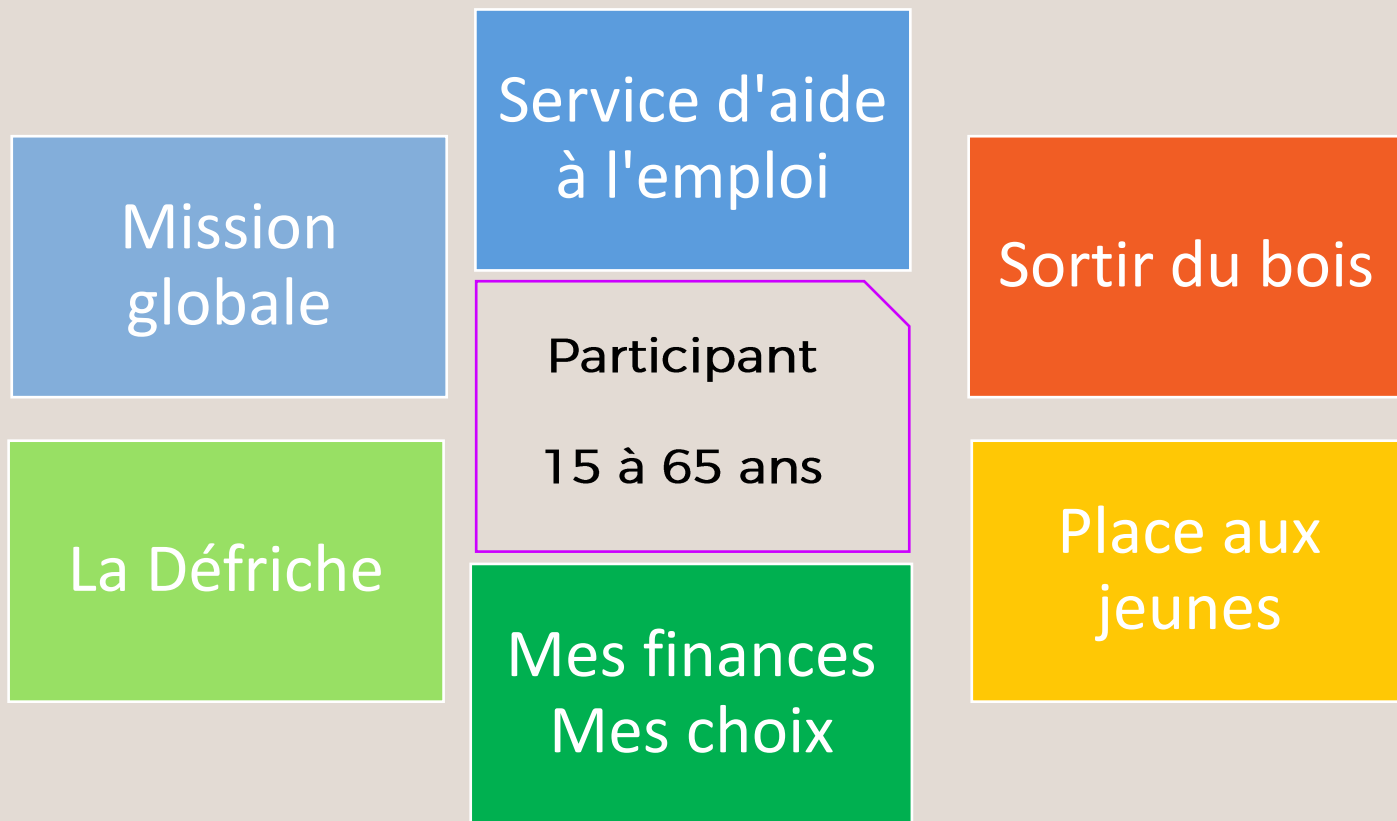 Service d'aide
à l'emploi
Mission
globale
Sortir du bois
Participant
15 à 65 ans
La Défriche
Place aux
jeunes
Mes finances
Mes choix